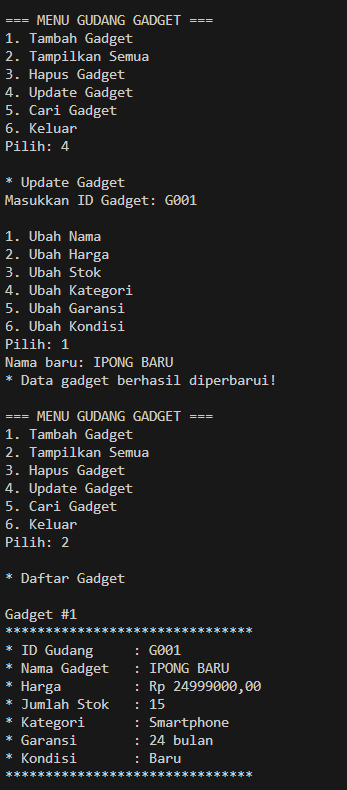 === MENU GUDANG GADGET ===
1. Tambah Gadget
2. Tampilkan Semua
3. Hapus Gadget
4. Update Gadget
5. Cari Gadget
6. Keluar
Pilih: 4

* Update Gadget
Masukkan ID Gadget: G001

1. Ubah Nama
2. Ubah Harga
3. Ubah Stok
4. Ubah Kategori
5. Ubah Garansi
6. Ubah Kondisi
Pilih: 1
Nama baru: IPONG BARU
* Data gadget berhasil diperbarui!

=== MENU GUDANG GADGET ===
1. Tambah Gadget
2. Tampilkan Semua
3. Hapus Gadget
4. Update Gadget
5. Cari Gadget
6. Keluar
Pilih: 2

* Daftar Gadget

Gadget #1
*******************************
* ID Gudang     : G001
* Nama Gadget   : IPONG BARU
* Harga         : Rp 24999000,00
* Jumlah Stok   : 15
* Kategori      : Smartphone
* Garansi       : 24 bulan
* Kondisi       : Baru
*******************************